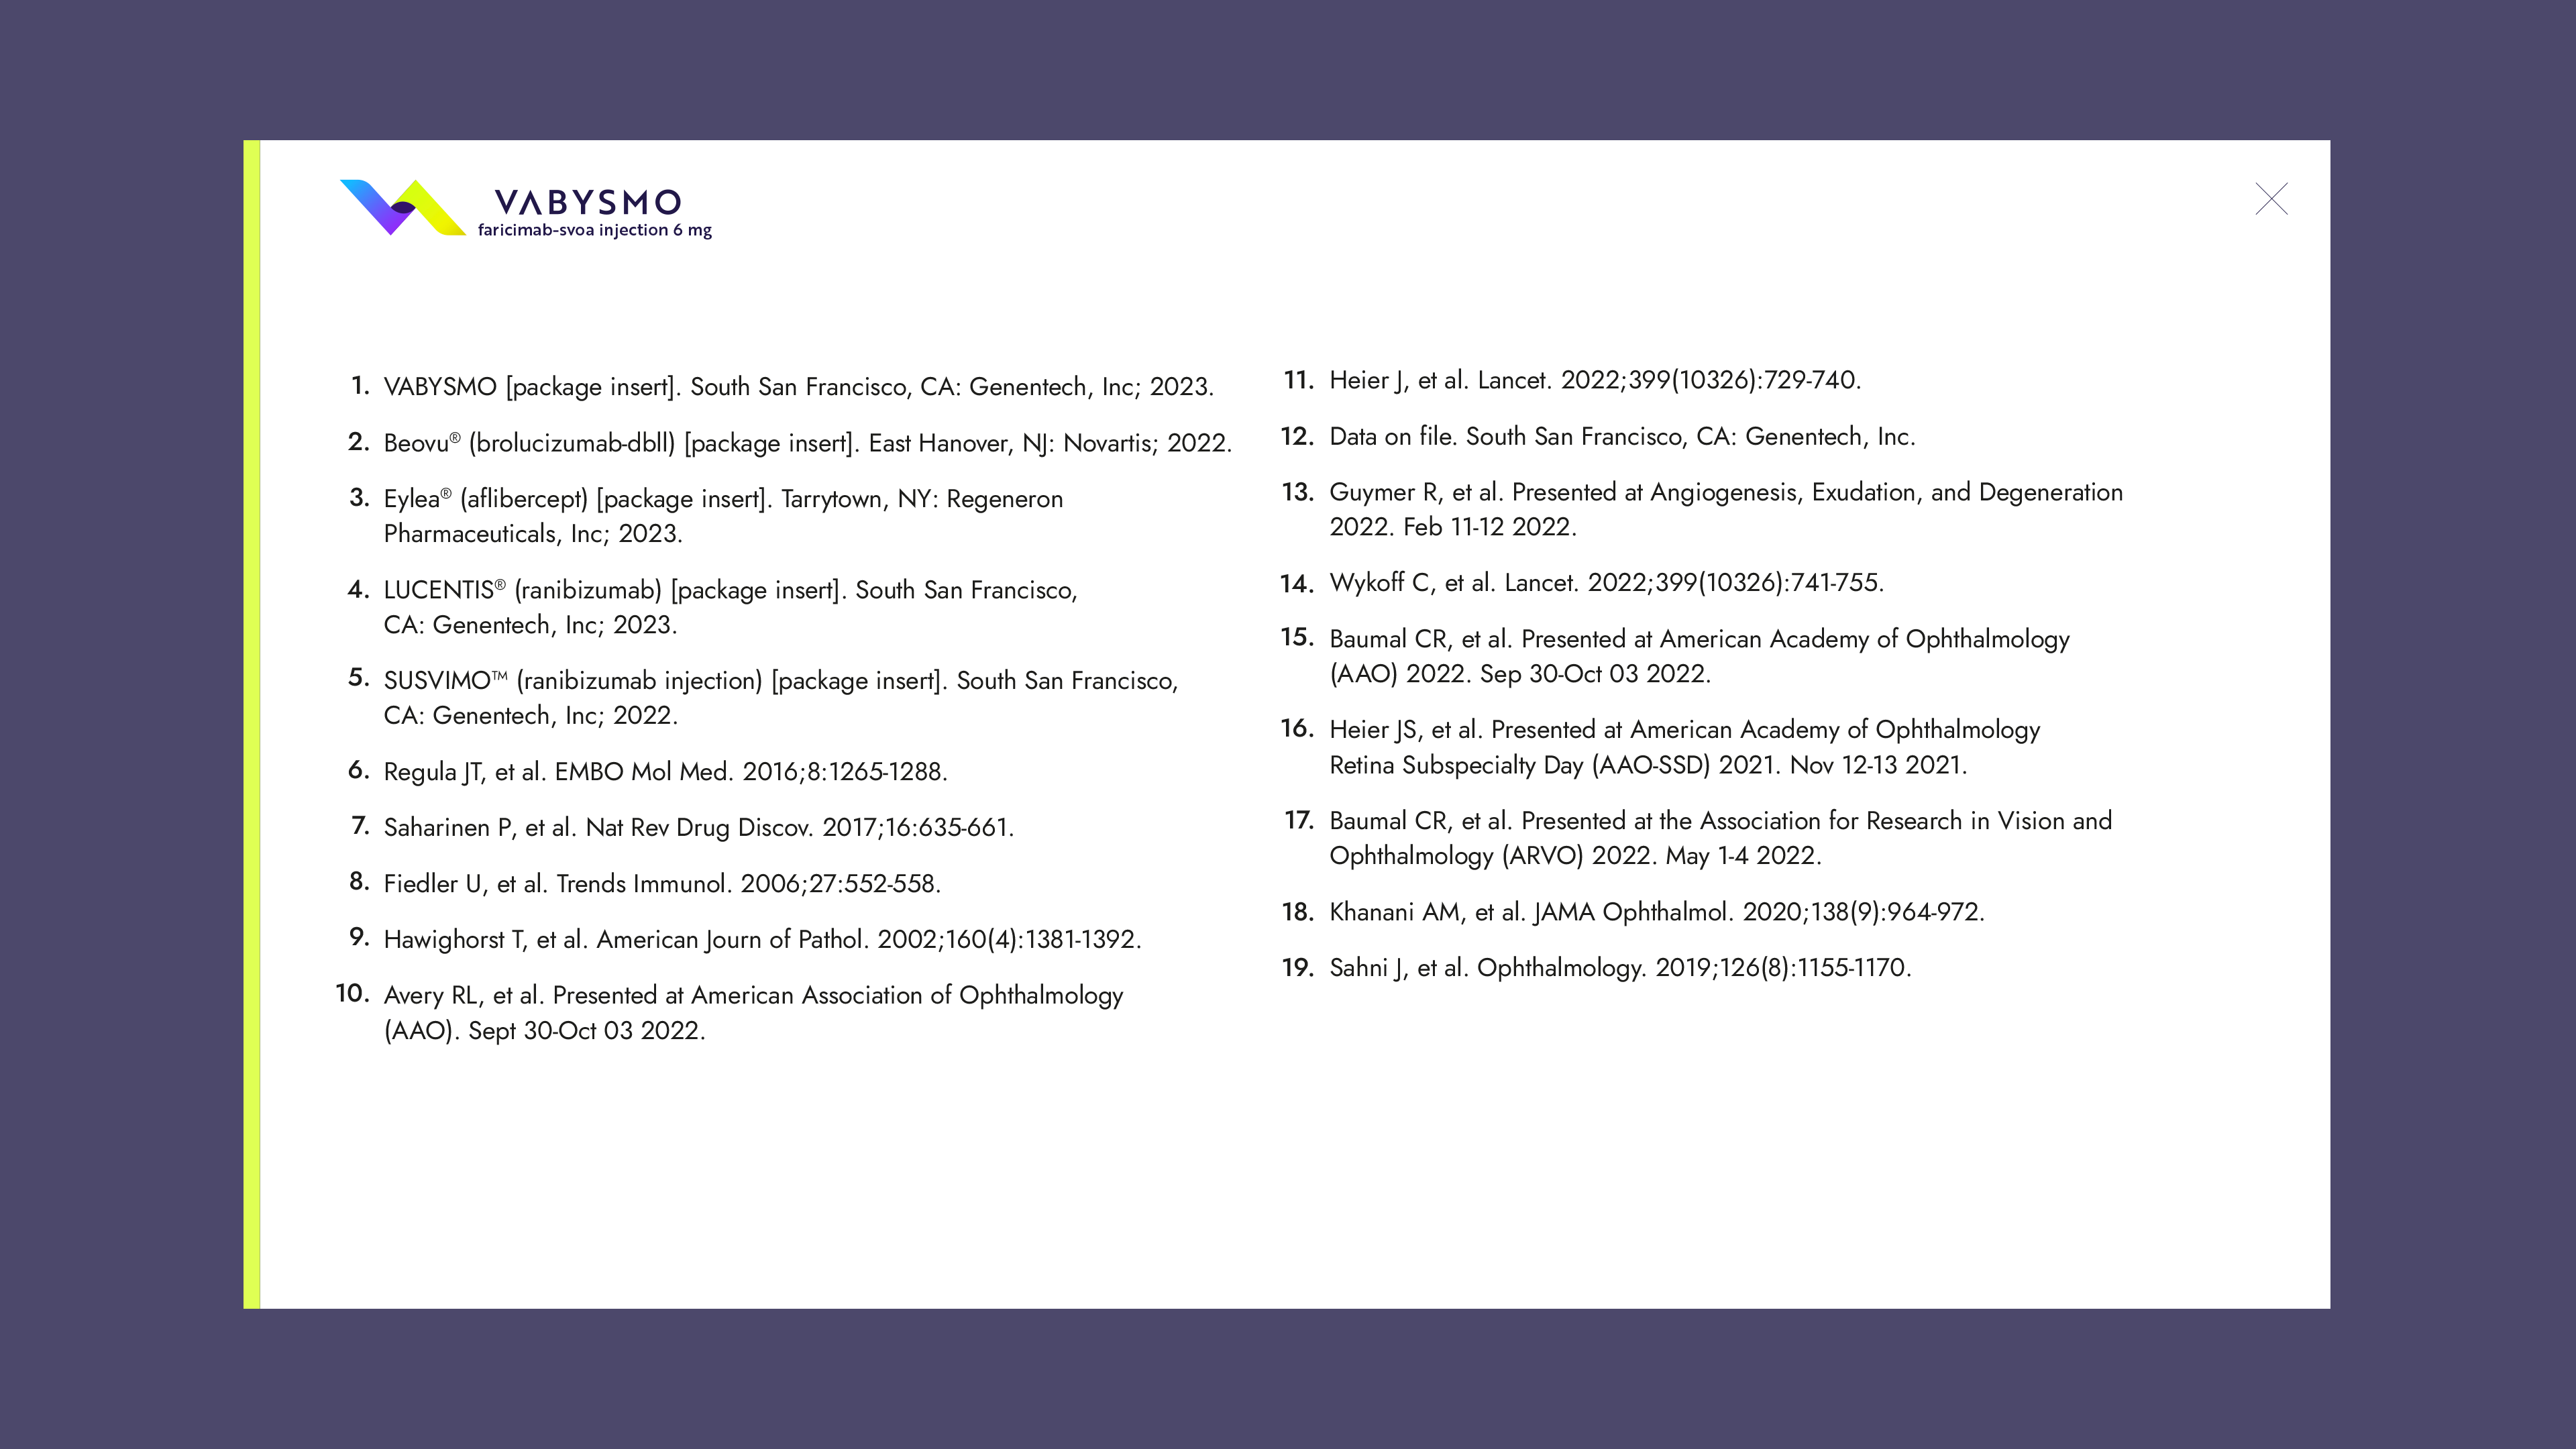 VABYSMO
faricimab-svoa injection 6 mg
1. VABYSMO [package insert]. South San Francisco, CA: Genentech, Inc; 2023.
2. Beovu® (brolucizumab-dbll) [package insert]. East Hanover, NJ: Novartis; 2022.
3. Eylea® (aflibercept) [package insert]. Tarrytown, NY: Regeneron
Pharmaceuticals, Inc; 2023.
4. LUCENTIS® (ranibizumab) [package insert]. South San Francisco,
CA: Genentech, Inc; 2023.
5. SUSVIMO™ (ranibizumab injection) [package insert]. South San Francisco,
CA: Genentech, Inc; 2022.
6. Regula JT, et al. EMBO Mol Med. 2016;8:1265-1288.
7. Saharinen P, et al. Nat Rev Drug Discov. 2017;16:635-661.
8. Fiedler U, et al. Trends Immunol. 2006;27:552-558.
9. Hawighorst T, et al. American Journ of Pathol. 2002;160(4):1381-1392.
10. Avery RL, et al. Presented at American Association of Ophthalmology
(AAO). Sept 30-Oct 03 2022.
11. Heier J, et al. Lancet. 2022;399(10326):729-740.
12. Data on file. South San Francisco, CA: Genentech, Inc.
13. Guymer R, et al. Presented at Angiogenesis, Exudation, and Degeneration
2022. Feb 11-12 2022.
14. Wykoff C, et al. Lancet. 2022;399(10326):741-755.
15. Baumal CR, et al. Presented at American Academy of Ophthalmology
(AAO) 2022. Sep 30-Oct 03 2022.
16. Heier JS, et al. Presented at American Academy of Ophthalmology
Retina Subspecialty Day (AAO-SSD) 2021. Nov 12-13 2021.
17. Baumal CR, et al. Presented at the Association for Research in Vision and
Ophthalmology (ARVO) 2022. May 1-4 2022.
18. Khanani AM, et al. JAMA Ophthalmol. 2020;138(9):964-972.
19. Sahni J, et al. Ophthalmology. 2019;126(8):1155-1170.